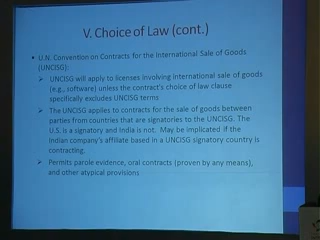 V. Choice of Law (cont.)
U.N. Convention on Contracts for the International Sale of Goods
(UNCISG):
UNCISG will apply to licenses involving international sale of goods
(e.g., software) unless the contract's choice of law clause
specifically excludes UNCISG terms
The UNCISG applies to contracts for the sale of goods between
parties from countries that are signatories to the UNCISG. The
U.S. is a signatory and India is not. May be implicated if the
Indian company's affiliate based in a UNCISG signatory country is
contracting.
Permits parole evidence, oral contracts (proven by any means),
and other atypical provisions